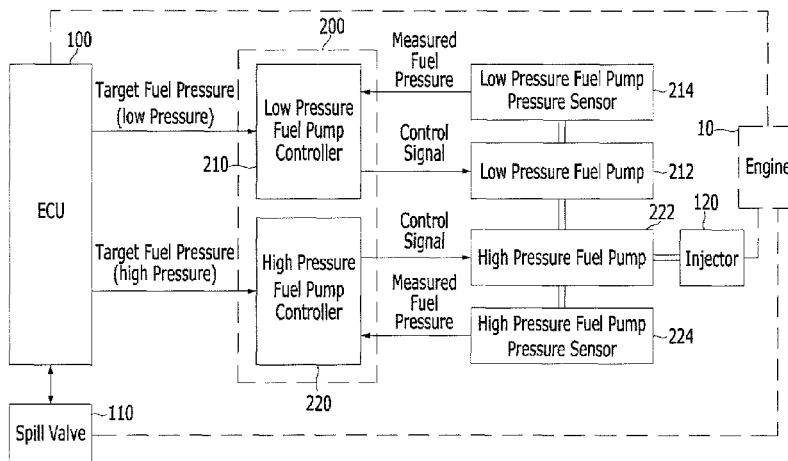 100
ECU
Target Fuel Pressure
(low Pressure)
Target Fuel Pressure
(high Pressure)
110
Spill Valve
200
Low Pressure
Fuel Pump
Controller
210
High Pressure
Fuel Pump
Controller
220
Measured
Fuel
Pressure
Control
Signal
Control
Signal
Measured
Fuel
Pressure
Low Pressure Fuel Pump
Pressure Sensor
214
Low Pressure Fuel Pump
212
222
High Pressure Fuel Pump
High Pressure Fuel Pump
Pressure Sensor
224
120
Injector
10
Engine